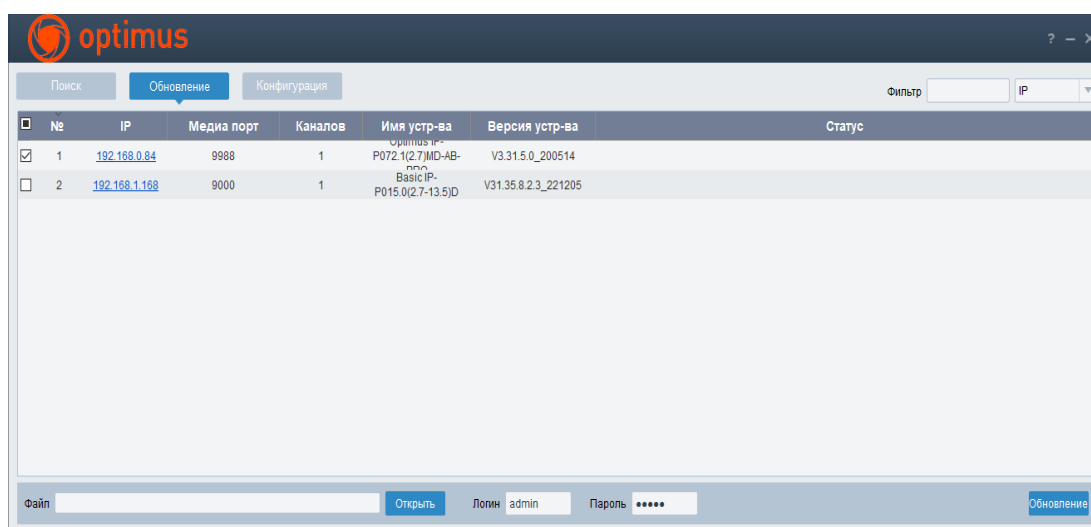 optimus
? – ×
Поиск Обновление Конфигурация Фильтр IP
№ IP Медиа порт Каналов Имя устр-ва Версия устр-ва Статус
1 192.168.0.84 9988 1 Optimus IP-P072.1(2.7)MD-AB-PRO V3.31.5.0_200514
2 192.168.1.168 9000 1 Basic IP-P015.0(2.7-13.5)D V31.35.8.2.3_221205
Файл Открыть Логин admin Пароль ●●●●● Обновление